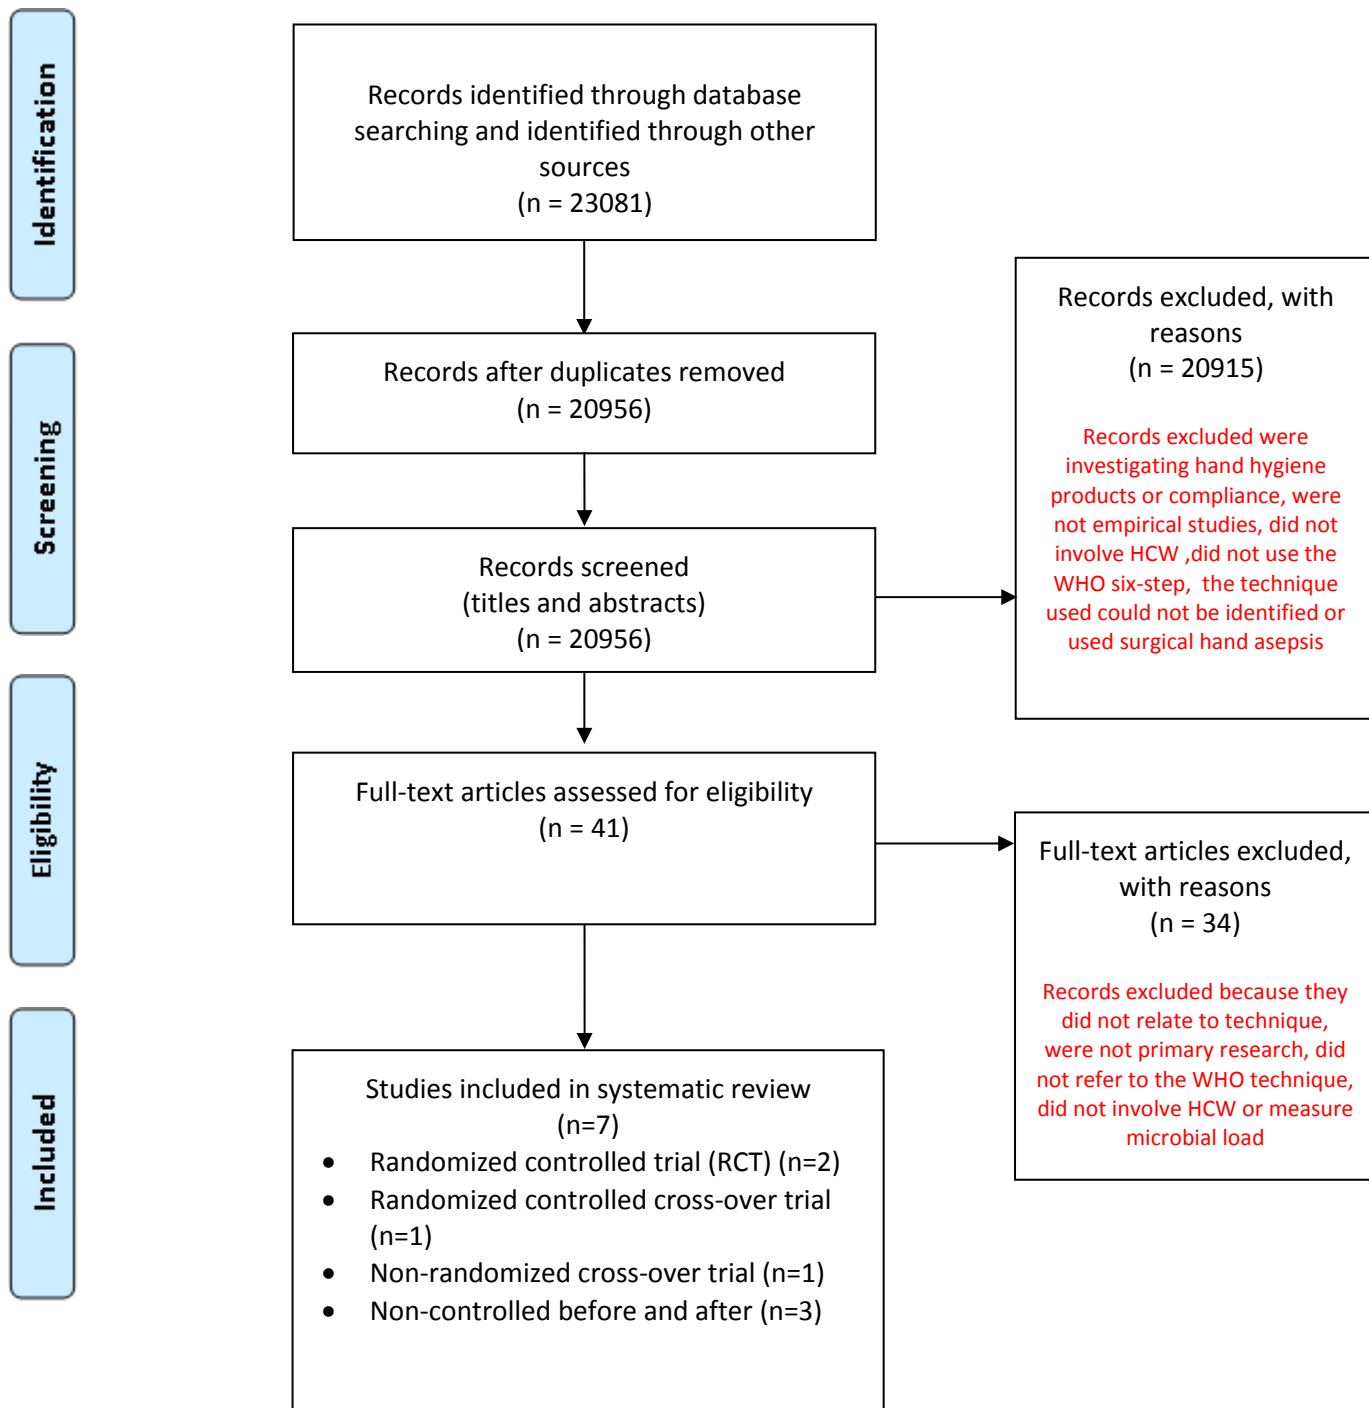 Identification
Records identified through database
searching and identified through other
sources
(n = 23081)
Screening
Records after duplicates removed
(n = 20956)
Records screened
(titles and abstracts)
(n = 20956)
Records excluded, with
reasons
(n = 20915)
Records excluded were
investigating hand hygiene
products or compliance, were
not empirical studies, did not
involve HCW ,did not use the
WHO six-step, the technique
used could not be identified or
used surgical hand asepsis
Eligibility
Full-text articles assessed for eligibility
(n = 41)
Full-text articles excluded,
with reasons
(n = 34)
Records excluded because they
did not relate to technique,
were not primary research, did
not refer to the WHO technique,
did not involve HCW or measure
microbial load
Included
Studies included in systematic review
(n=7)
• Randomized controlled trial (RCT) (n=2)
• Randomized controlled cross-over trial
(n=1)
• Non-randomized cross-over trial (n=1)
• Non-controlled before and after (n=3)